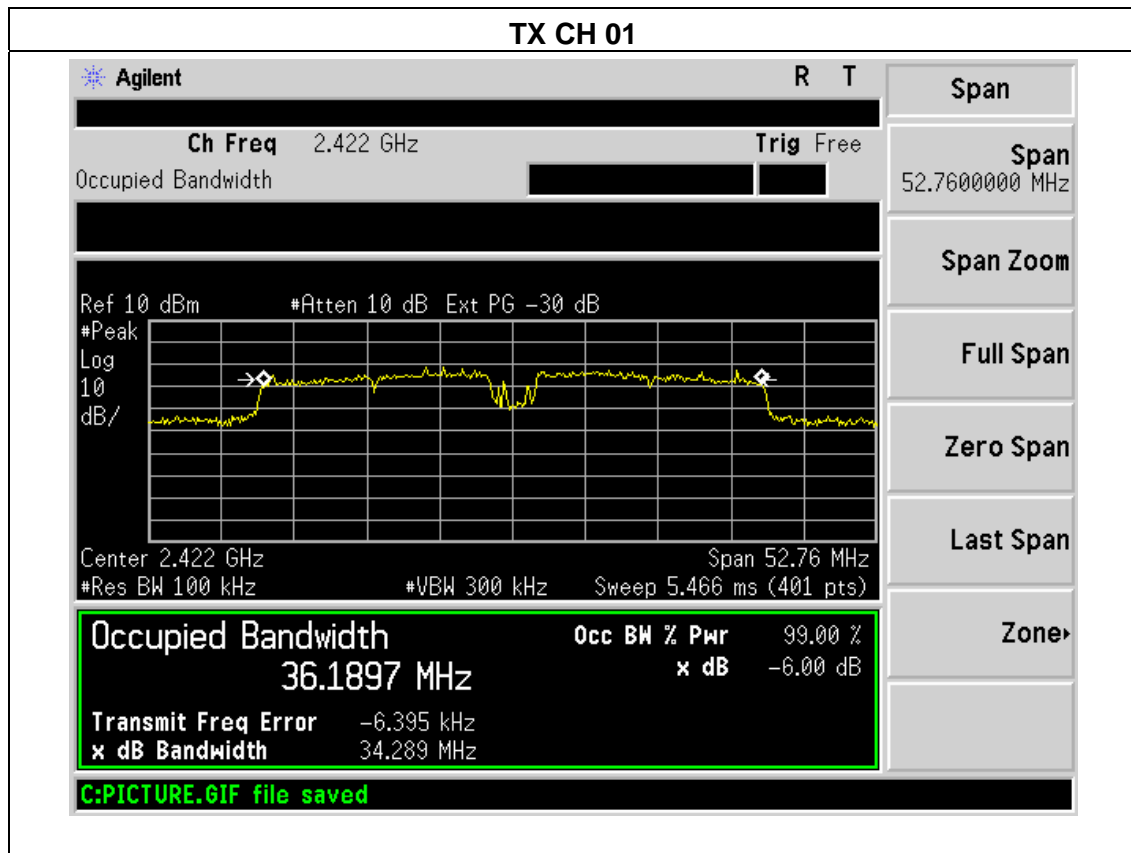 TX CH 01
Agilent R T
Ch Freq 2.422 GHz Trig Free
Occupied Bandwidth
Ref 10 dBm #Atten 10 dB Ext PG -30 dB
#Peak
Log
10
dB/
Center 2.422 GHz Span 52.76 MHz
#Res BW 100 kHz #VBW 300 kHz Sweep 5.466 ms (401 pts)
Occupied Bandwidth Occ BW % Pwr 99.00 %
36.1897 MHz x dB -6.00 dB
Transmit Freq Error -6.395 kHz
x dB Bandwidth 34.289 MHz
C:PICTURE.GIF file saved
Span
Span
52.7600000 MHz
Span Zoom
Full Span
Zero Span
Last Span
Zone▸